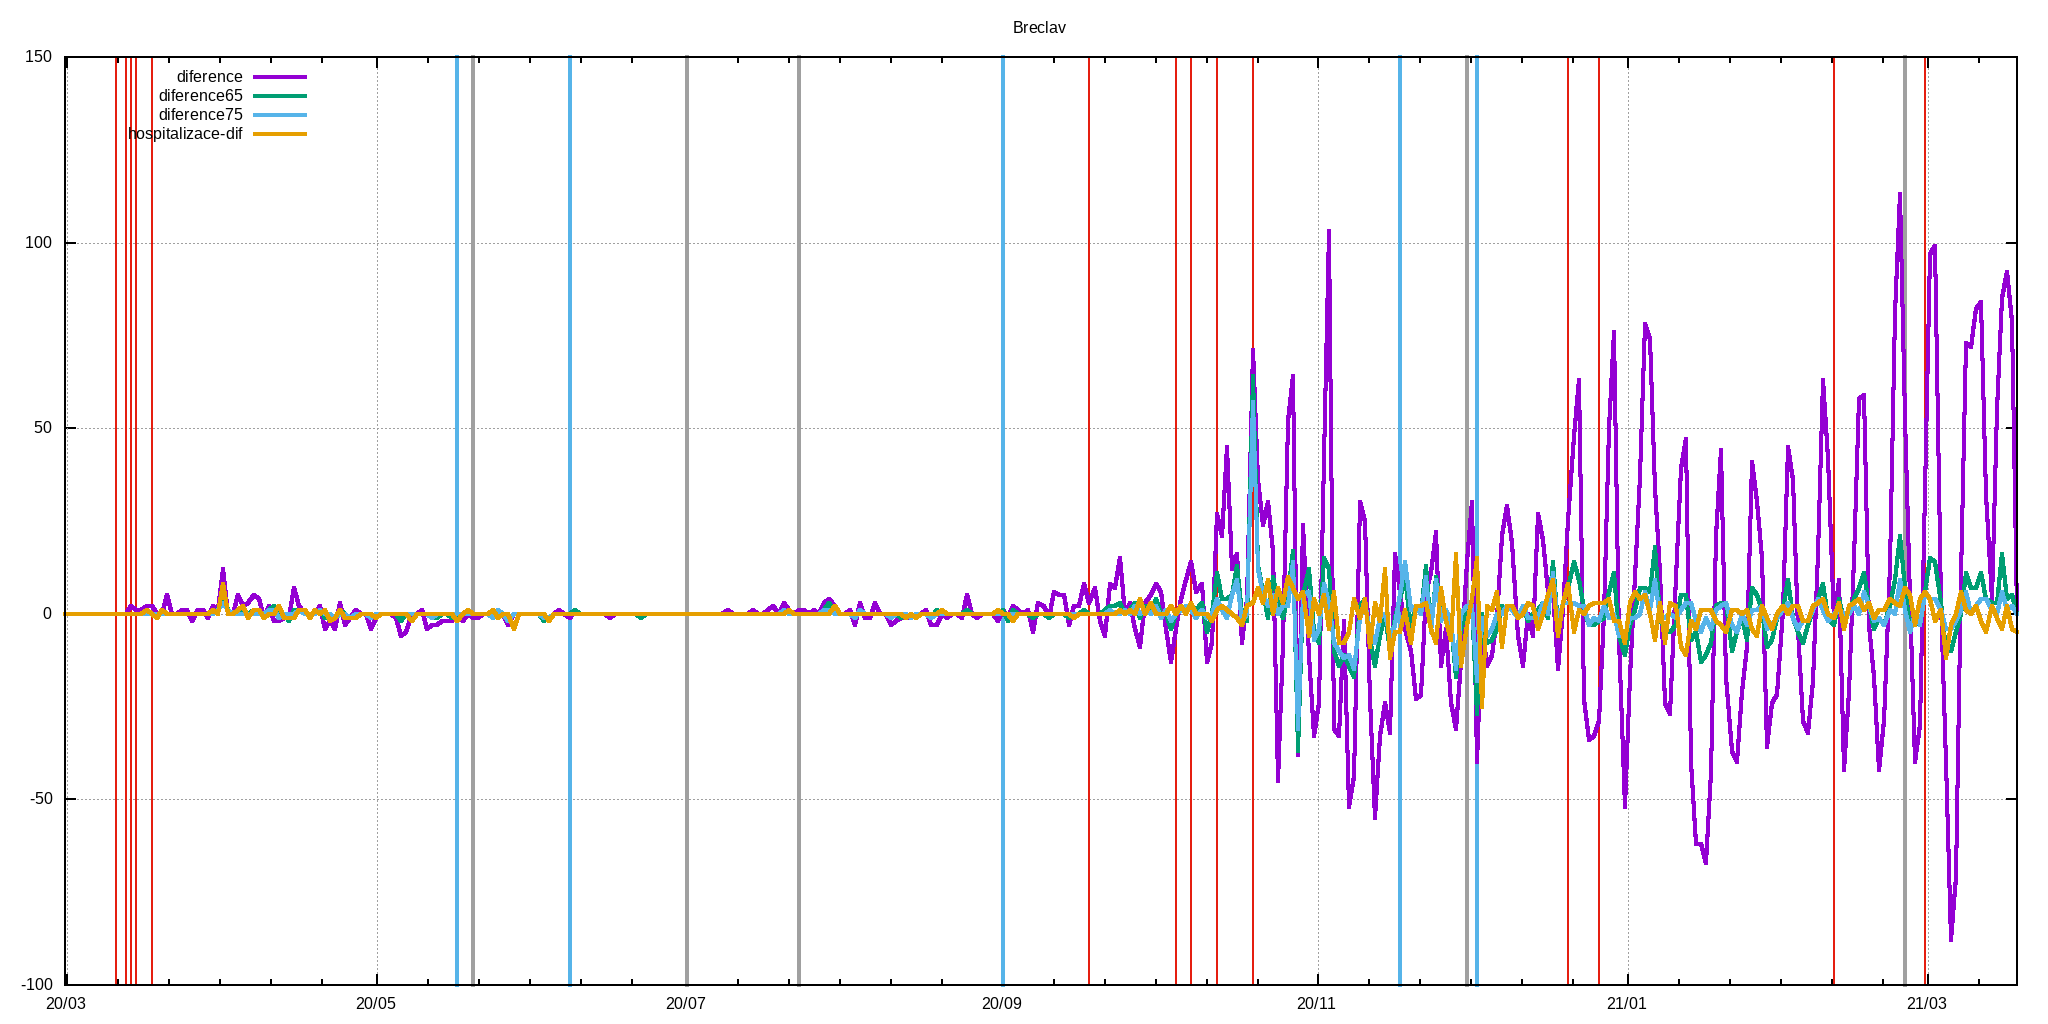 Breclav
150
diference
diference65
diference75
hospitalizace-dif
100
50
0
-50
-100
20/03 20/05 20/07 20/09 20/11 21/01 21/03